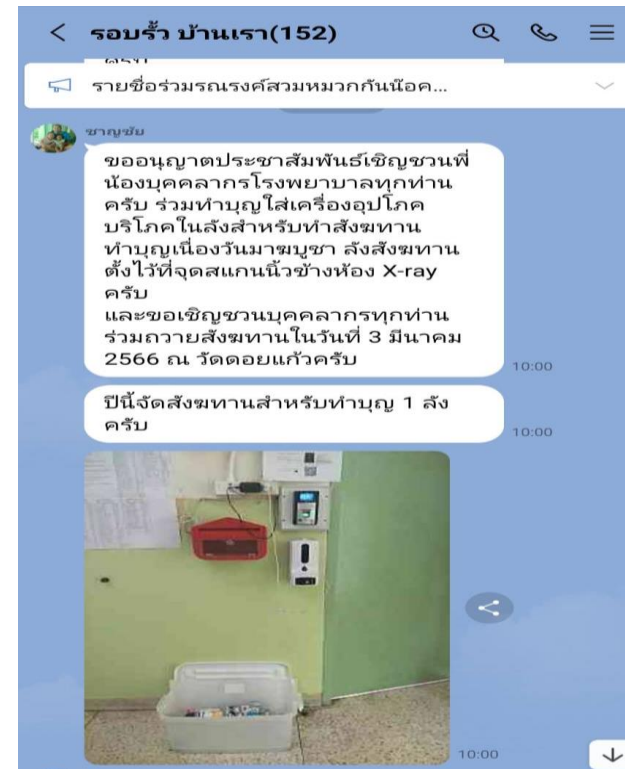 รอบรั้ว บ้านเรา(152)
รายชื่อร่วมรณรงค์สวมหมวกกันน๊อค...
ชาญชัย
ขออนุญาตประชาสัมพันธ์เชิญชวนพี่
น้องบุคคลากรโรงพยาบาลทุกท่าน
ครับ ร่วมทำบุญใส่เครื่องอุปโภค
บริโภคในลังสำหรับทำสังฆทาน
ทำบุญเนื่องวันมาฆบูชา ลังสังฆทาน
ตั้งไว้ที่จุดสแกนนิ้วข้างห้อง X-ray
ครับ
และขอเชิญชวนบุคคลากรทุกท่าน
ร่วมถวายสังฆทานในวันที่ 3 มีนาคม
2566 ณ วัดดอยแก้วครับ
10:00
ปีนี้จัดสังฆทานสำหรับทำบุญ 1 ลัง
ครับ
10:00
10:00